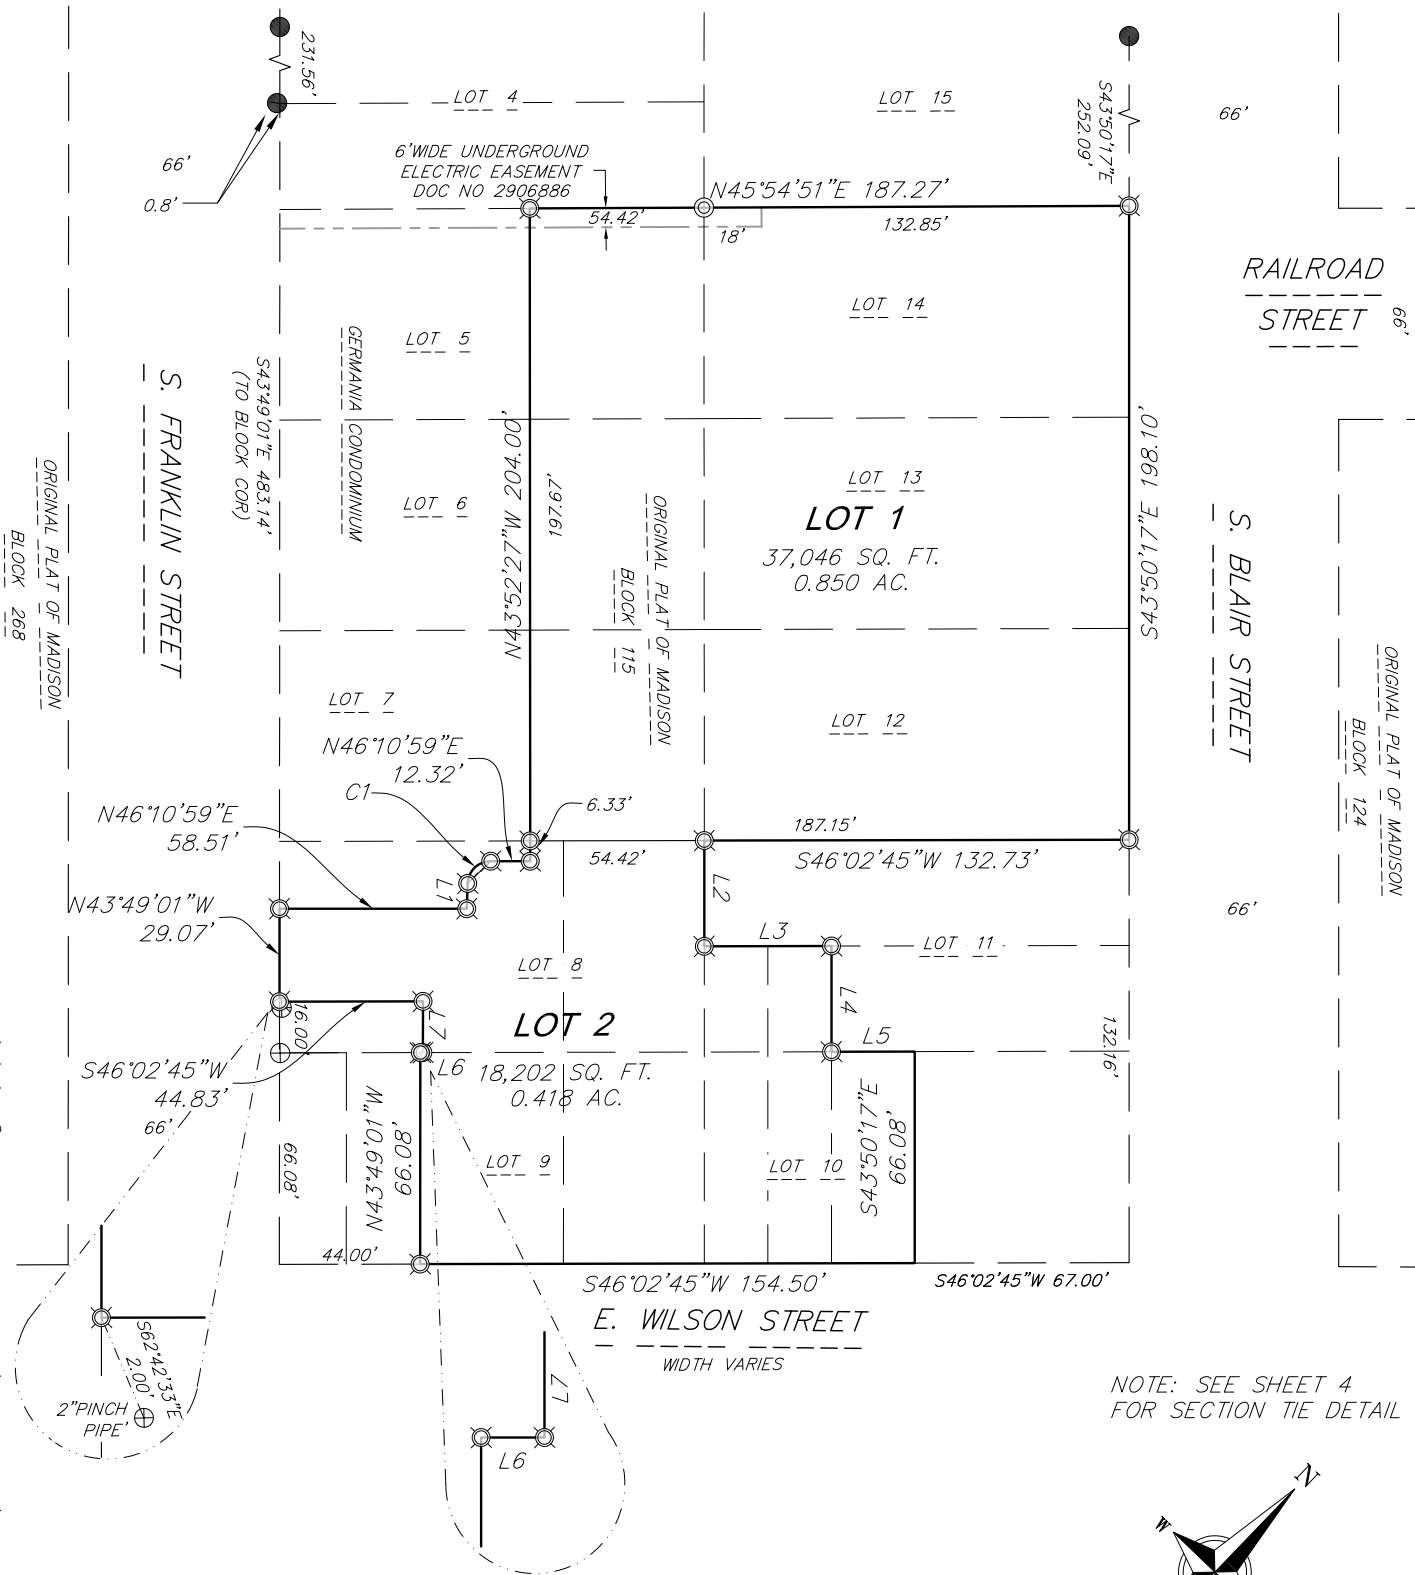 231.56'
LOT 4
LOT 15
S43°50'17"E
252.09'
66'
66'
0.8'
6'WIDE UNDERGROUND
ELECTRIC EASEMENT
DOC NO 2906886
N45°54'51"E 187.27'
54.42'
18'
132.85'
RAILROAD
STREET
66'
LOT 14
LOT 5
GERMANIA CONDOMINIUM
S43°49'01"E 483.14'
(TO BLOCK COR)
S. FRANKLIN STREET
ORIGINAL PLAT OF MADISON
BLOCK 268
LOT 6
N43°52'27"W 204.00'
197.67'
ORIGINAL PLAT OF MADISON
BLOCK 115
LOT 13
LOT 1
37,046 SQ. FT.
0.850 AC.
S43°50'17"E 198.10'
S. BLAIR STREET
ORIGINAL PLAT OF MADISON
BLOCK 124
LOT 7
LOT 12
N46°10'59"E
12.32'
C1
6.33'
N46°10'59"E
58.51'
187.15'
54.42'
S46°02'45"W 132.73'
L1
L2
N43°49'01"W
29.07'
66'
L3
LOT 11
LOT 8
L4
16.00'
L7
LOT 2
L5
132.16'
S46°02'45"W
44.83'
L6
18,202 SQ. FT.
0.418 AC.
66'
N43°49'01"W
66.08'
S43°50'17"E
66.08'
66.08'
LOT 9
LOT 10
44.00'
S46°02'45"W 154.50'
S46°02'45"W 67.00'
E. WILSON STREET
WIDTH VARIES
S62°42'33"E
2.00'
2"PINCH
PIPE'
L7
L6
NOTE: SEE SHEET 4
FOR SECTION TIE DETAIL
N
W